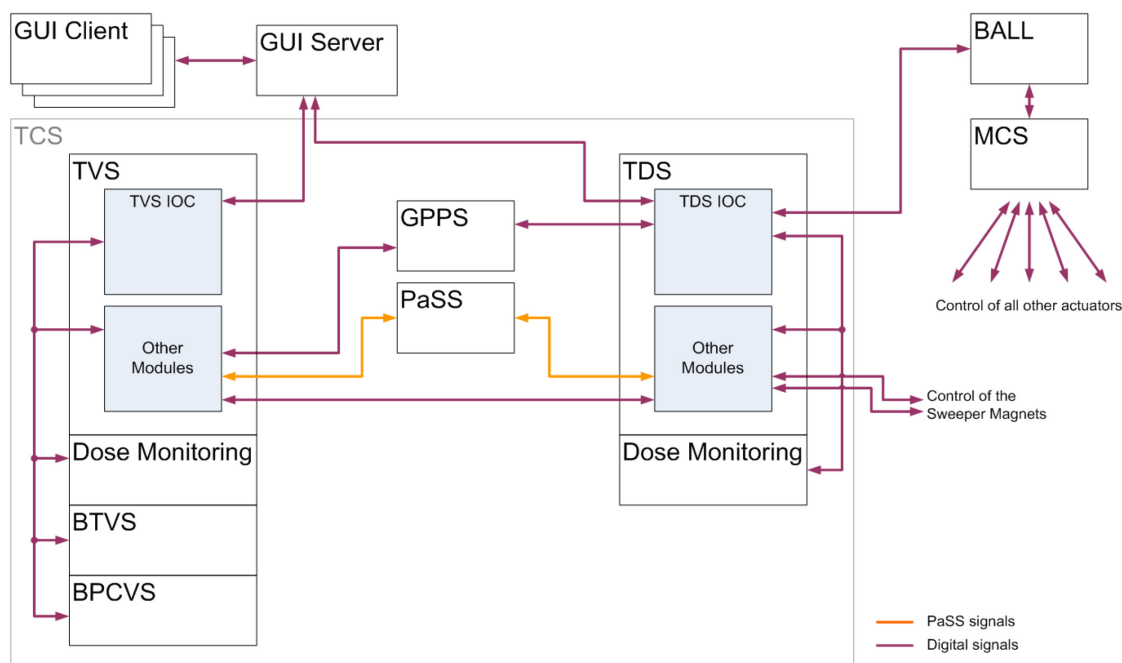 GUI Client
GUI Server
BALL
TCS
MCS
TVS
TDS
TVS IOC
GPPS
TDS IOC
PaSS
Control of all other actuators
Other
Modules
Other
Modules
Control of the
Sweeper Magnets
Dose Monitoring
Dose Monitoring
BTVS
BPCVS
PaSS signals
Digital signals